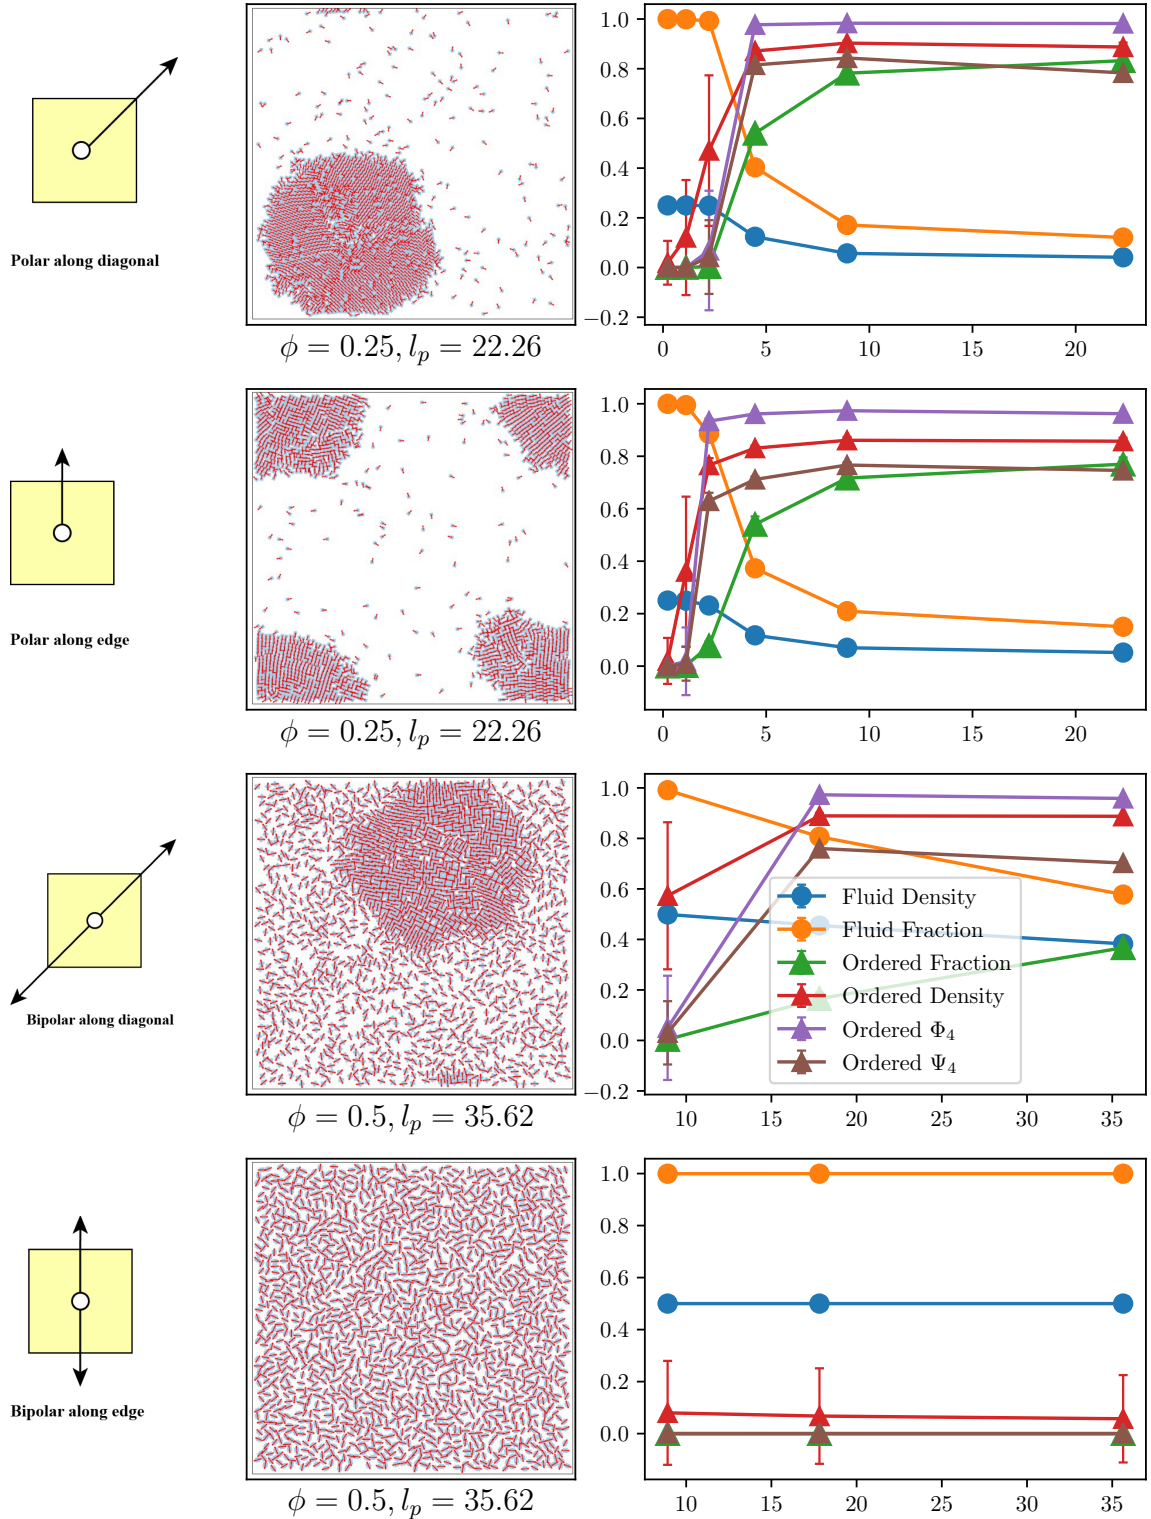 Polar along diagonal
ϕ = 0.25, l_p = 22.26
1.0
0.8
0.6
0.4
0.2
0.0
−0.2
0 5 10 15 20
Polar along edge
ϕ = 0.25, l_p = 22.26
1.0
0.8
0.6
0.4
0.2
0.0
0 5 10 15 20
Bipolar along diagonal
ϕ = 0.5, l_p = 35.62
1.0
0.8
0.6
0.4
0.2
0.0
−0.2
Fluid Density
Fluid Fraction
Ordered Fraction
Ordered Density
Ordered Φ₄
Ordered Ψ₄
10 15 20 25 30 35
Bipolar along edge
ϕ = 0.5, l_p = 35.62
1.0
0.8
0.6
0.4
0.2
0.0
10 15 20 25 30 35